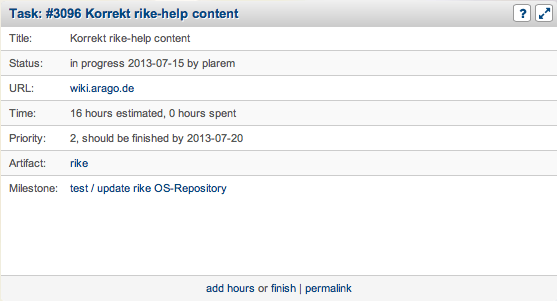 Task: #3096 Korrekt rike-help content ?
Title: Korrekt rike-help content
Status: in progress 2013-07-15 by plarem
URL: wiki.arago.de
Time: 16 hours estimated, 0 hours spent
Priority: 2, should be finished by 2013-07-20
Artifact: rike
Milestone: test / update rike OS-Repository
add hours or finish | permalink